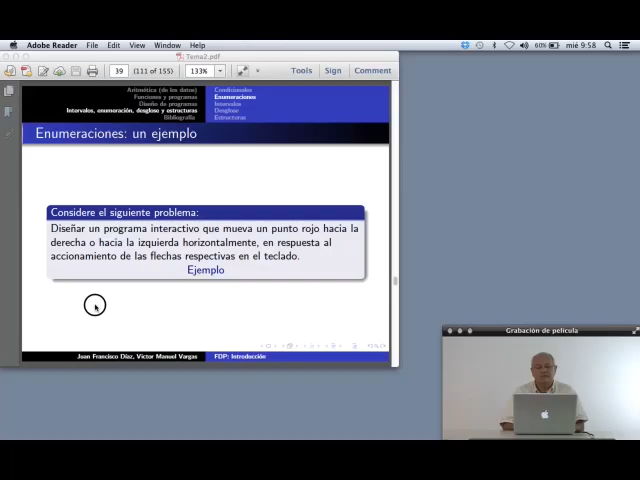 Adobe Reader File Edit View Window Help 60% mié 9:58
Tema2.pdf
39 (111 of 155) 133% Tools Sign Comment
Aritmética (de los datos)
Funciones y programas
Diseño de programas
Intervalos, enumeración, desglose y estructuras
Bibliografía
Condicionales
Enumeraciones
Intervalos
Desglose
Estructuras
Enumeraciones: un ejemplo
Considere el siguiente problema:
Diseñar un programa interactivo que mueva un punto rojo hacia la
derecha o hacia la izquierda horizontalmente, en respuesta al
accionamiento de las flechas respectivas en el teclado.
Ejemplo
Juan Francisco Díaz, Víctor Manuel Vargas FDP: Introducción
Grabación de película